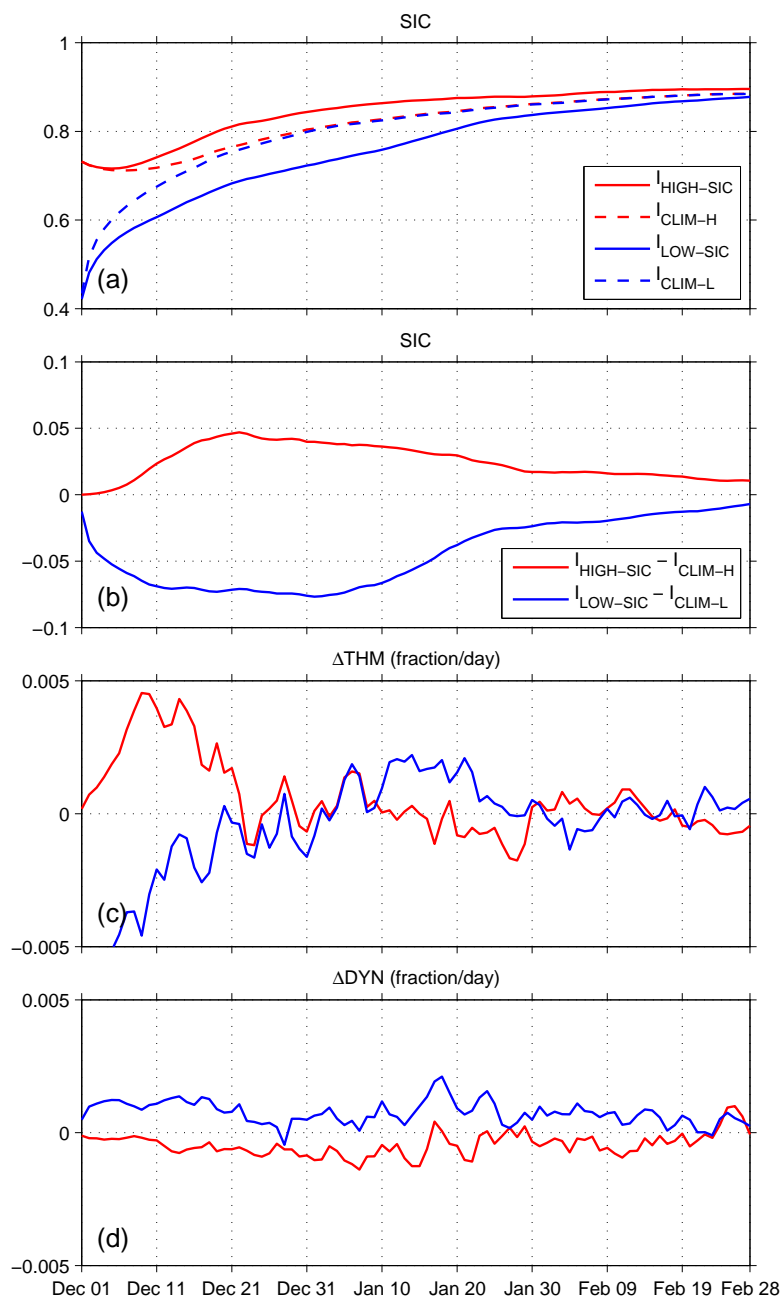 SIC
1
0.8
0.6
0.4
(a)
I_HIGH−SIC
I_CLIM−H
I_LOW−SIC
I_CLIM−L
SIC
0.1
0.05
0
−0.05
−0.1
(b)
I_HIGH−SIC − I_CLIM−H
I_LOW−SIC − I_CLIM−L
ΔTHM (fraction/day)
0.005
0
−0.005
(c)
ΔDYN (fraction/day)
0.005
0
−0.005
(d)
Dec 01 Dec 11 Dec 21 Dec 31 Jan 10 Jan 20 Jan 30 Feb 09 Feb 19 Feb 28